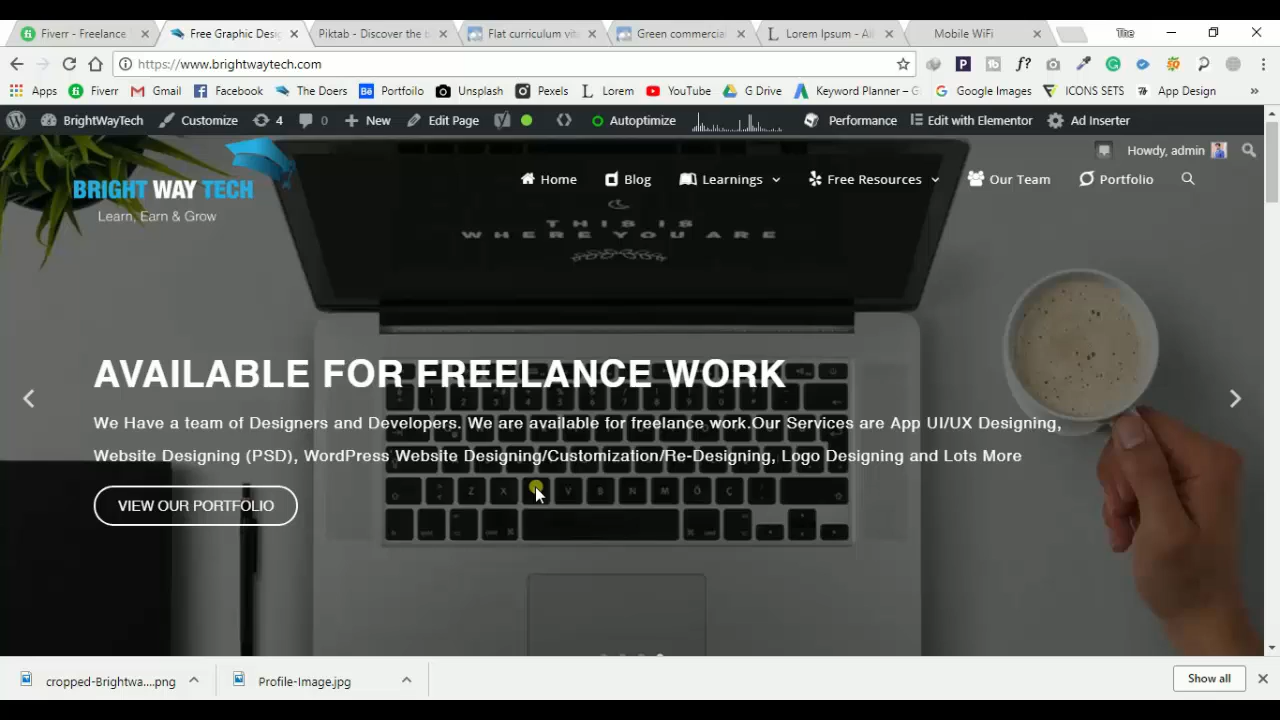 Fiverr - Freelance
Free Graphic Desi
Piktab - Discover the b
Flat curriculum vit
Green commercia
Lorem Ipsum - All
Mobile WiFi
The
https://www.brightwaytech.com
Apps
Fiverr
Gmail
Facebook
The Doers
Portfoilo
Unsplash
Pexels
Lorem
YouTube
G Drive
Keyword Planner – G
Google Images
ICONS SETS
App Design
BrightWayTech
Customize
4
0
New
Edit Page
Autoptimize
Performance
Edit with Elementor
Ad Inserter
Howdy, admin
BRIGHT WAY TECH
Learn, Earn & Grow
Home
Blog
Learnings
Free Resources
Our Team
Portfolio
THIS IS
WHERE YOU ARE
AVAILABLE FOR FREELANCE WORK
We Have a team of Designers and Developers. We are available for freelance work.Our Services are App UI/UX Designing,
Website Designing (PSD), WordPress Website Designing/Customization/Re-Designing, Logo Designing and Lots More
VIEW OUR PORTFOLIO
cropped-Brightwa....png
Profile-Image.jpg
Show all